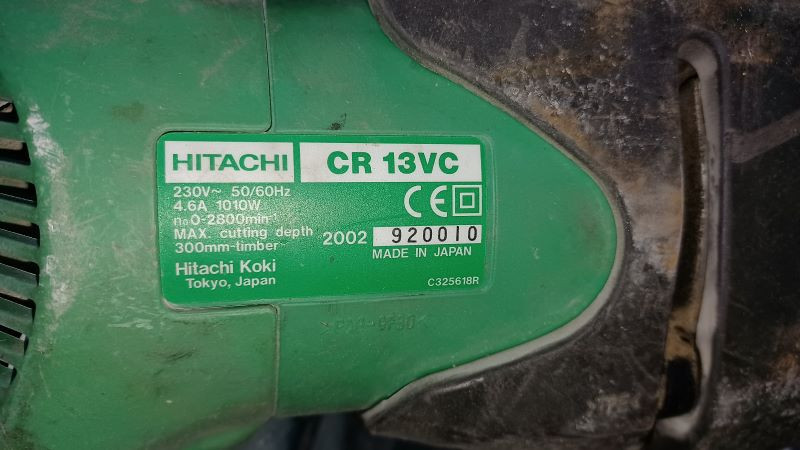 HITACHI
CR 13VC
230V~ 50/60Hz
4.6A 1010W
n₀0-2800min⁻¹
MAX. cutting depth
300mm-timber
CE
2002 920010
MADE IN JAPAN
Hitachi Koki
Tokyo, Japan
C325618R